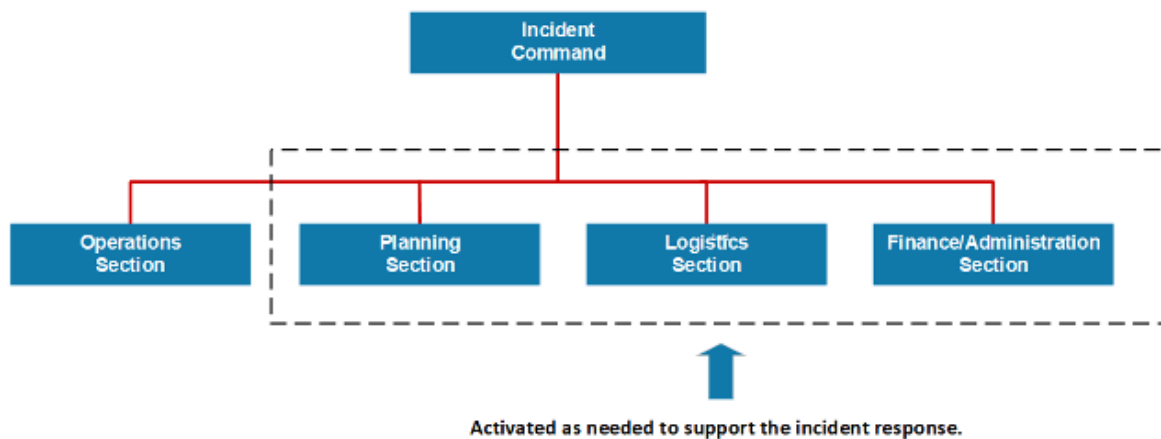 Incident
Command
Operations
Section
Planning
Section
Logistics
Section
Finance/Administration
Section
Activated as needed to support the incident response.